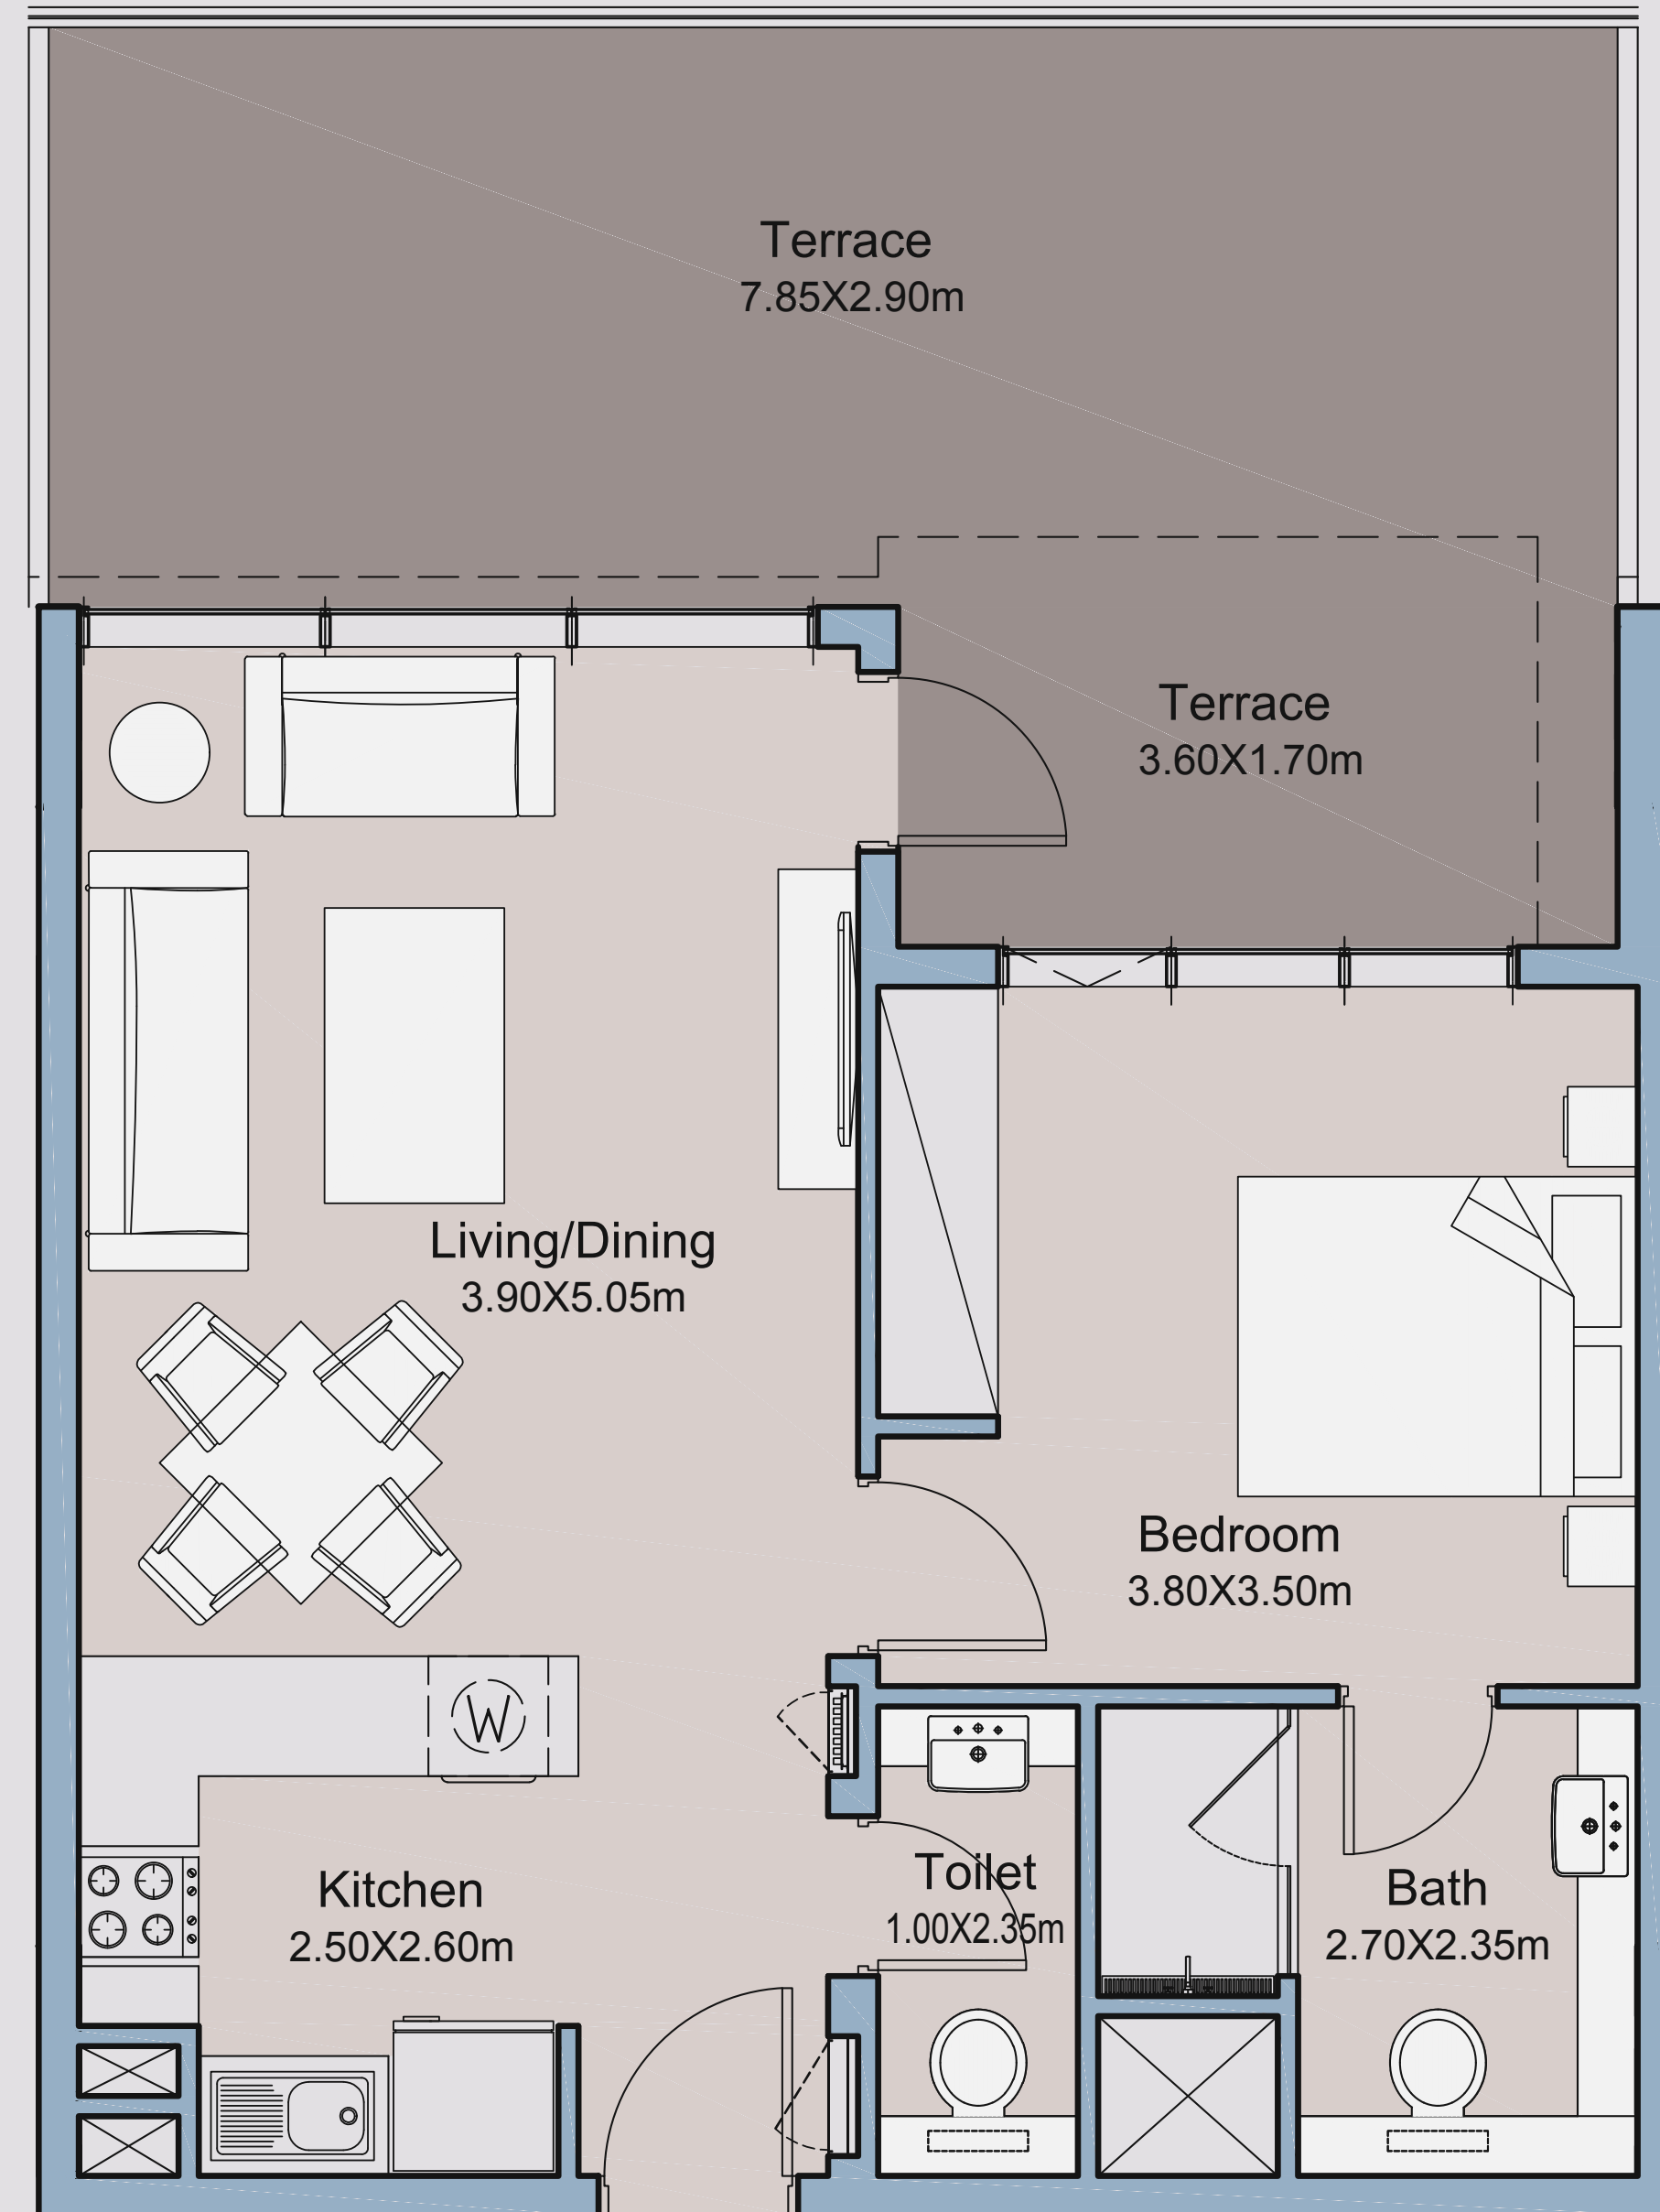 Terrace
7.85X2.90m
Terrace
3.60X1.70m
Living/Dining
3.90X5.05m
Bedroom
3.80X3.50m
W
Toilet
1.00X2.35m
Kitchen
2.50X2.60m
Bath
2.70X2.35m